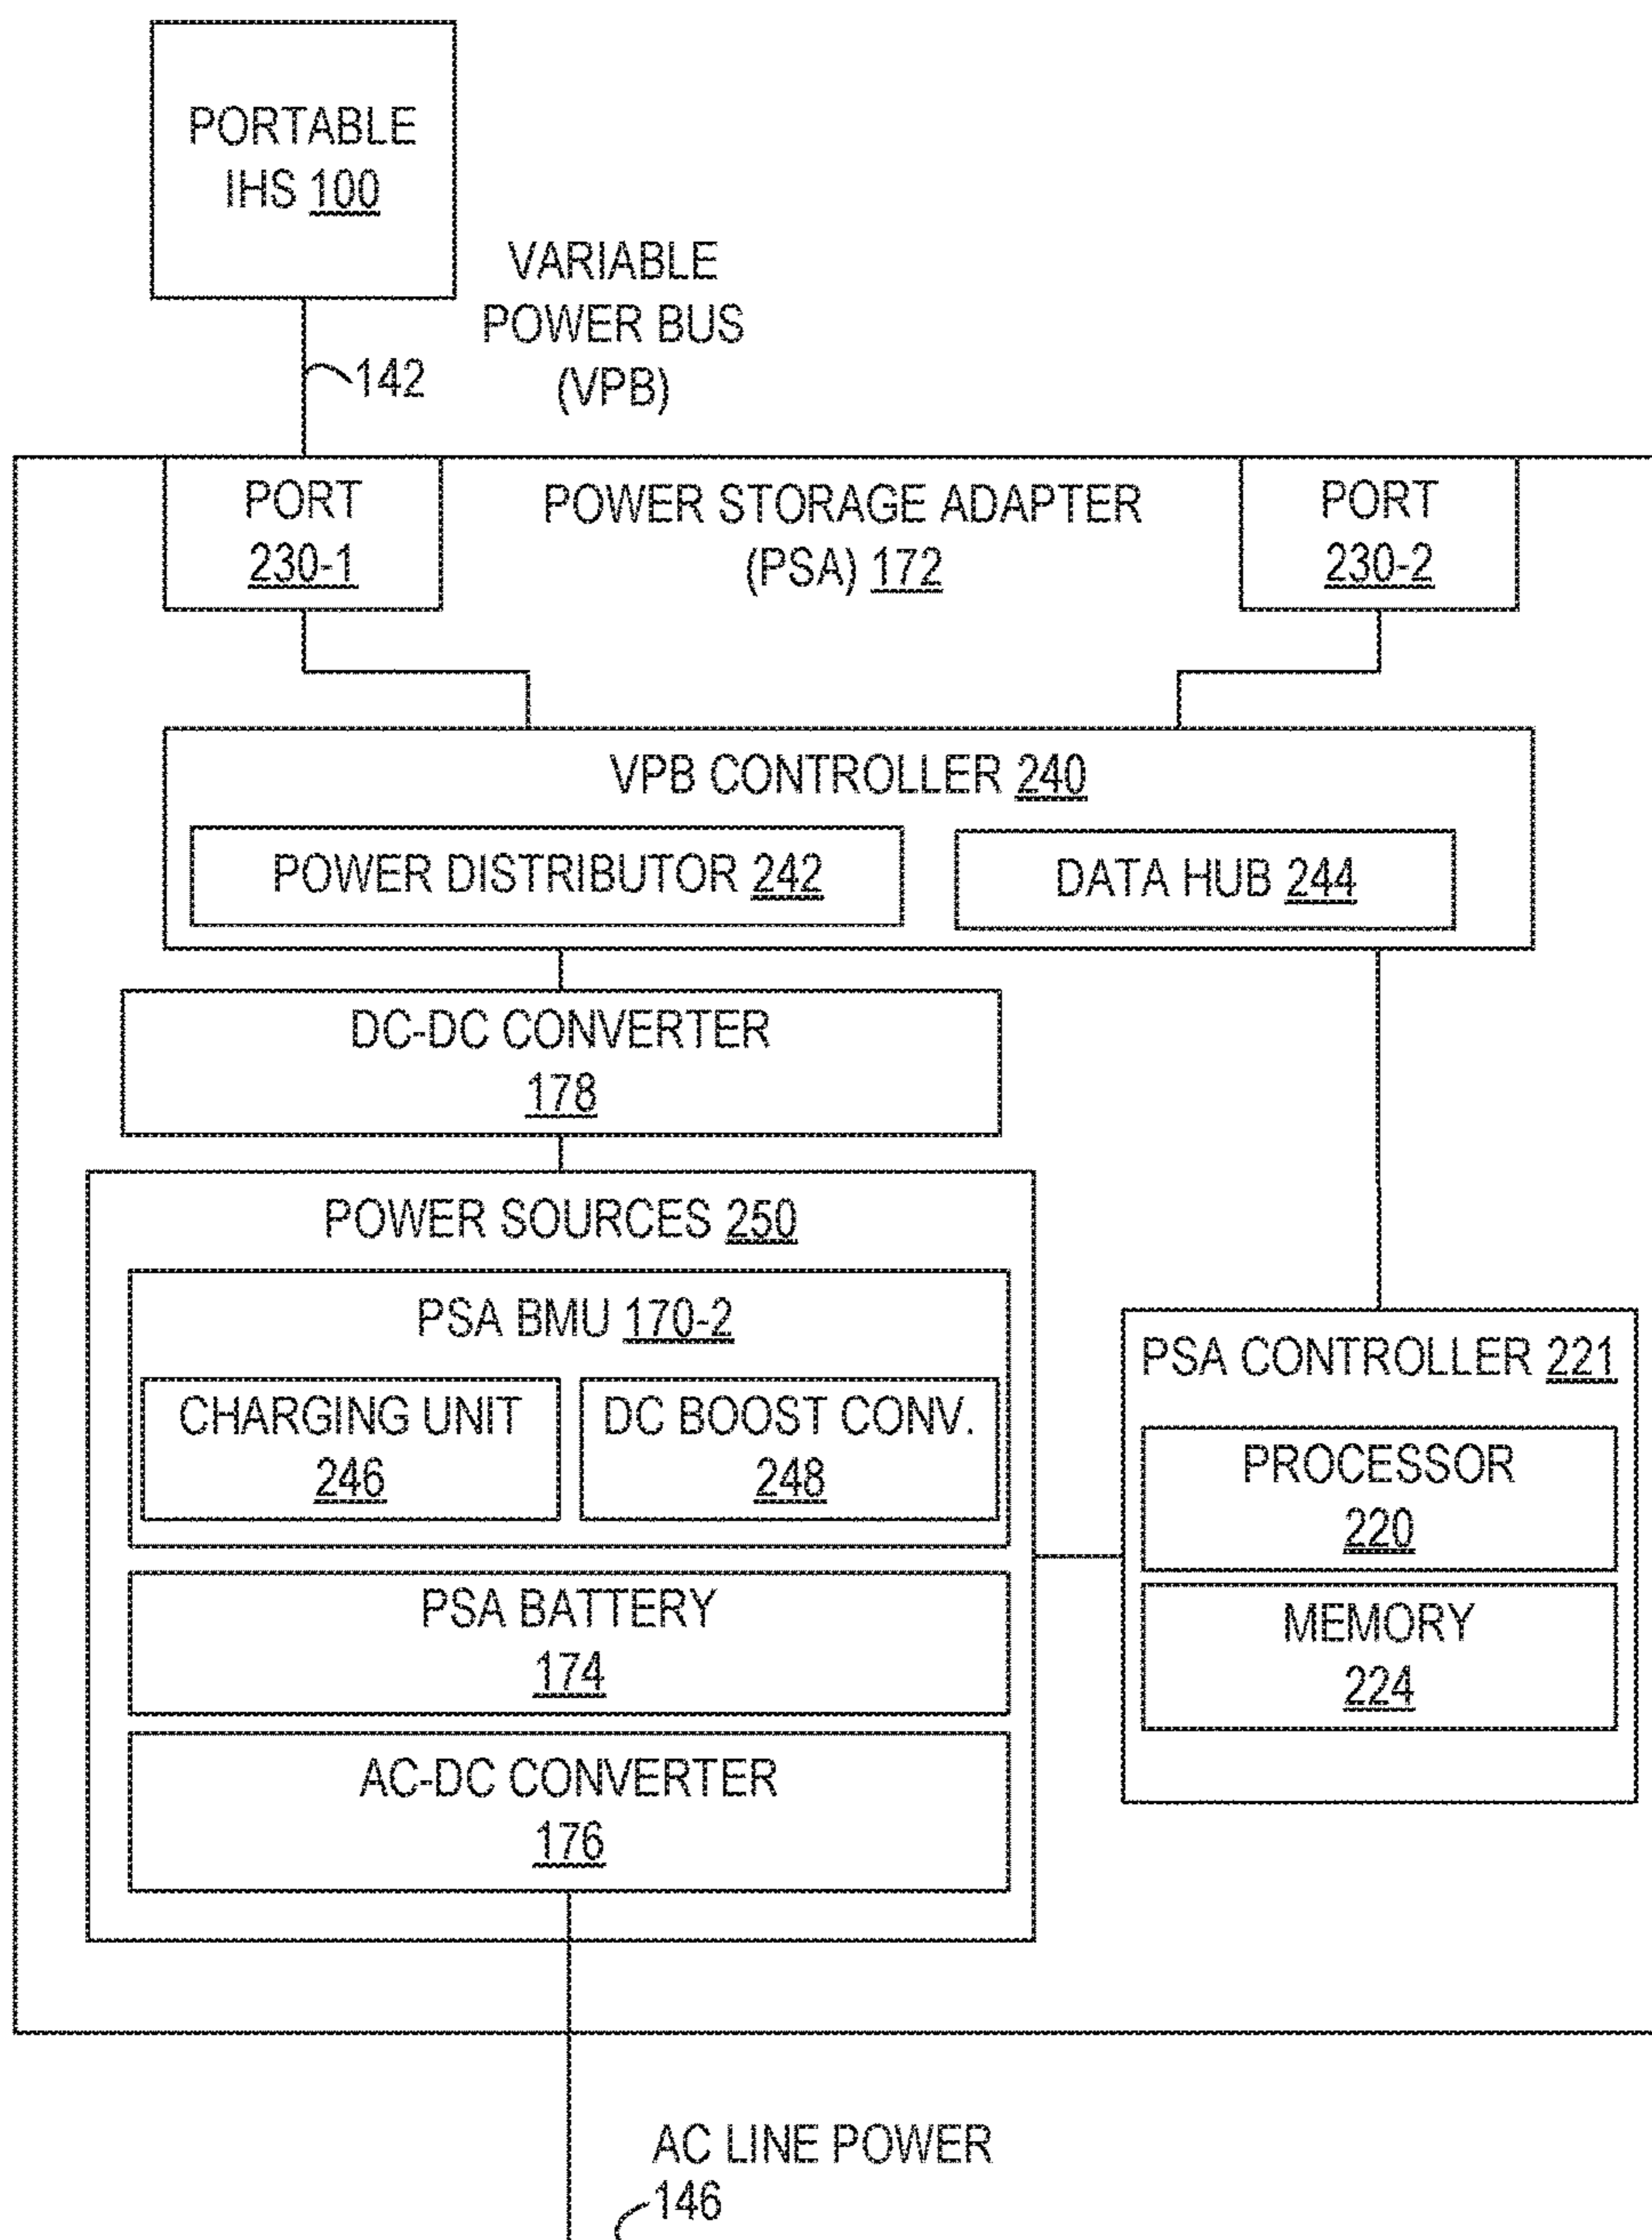 PORTABLE
IHS 100
VARIABLE
POWER BUS
(VPB)
142
PORT
230-1
POWER STORAGE ADAPTER
(PSA) 172
PORT
230-2
VPB CONTROLLER 240
POWER DISTRIBUTOR 242
DATA HUB 244
DC-DC CONVERTER
178
POWER SOURCES 250
PSA BMU 170-2
CHARGING UNIT
246
DC BOOST CONV.
248
PSA BATTERY
174
AC-DC CONVERTER
176
PSA CONTROLLER 221
PROCESSOR
220
MEMORY
224
AC LINE POWER
146